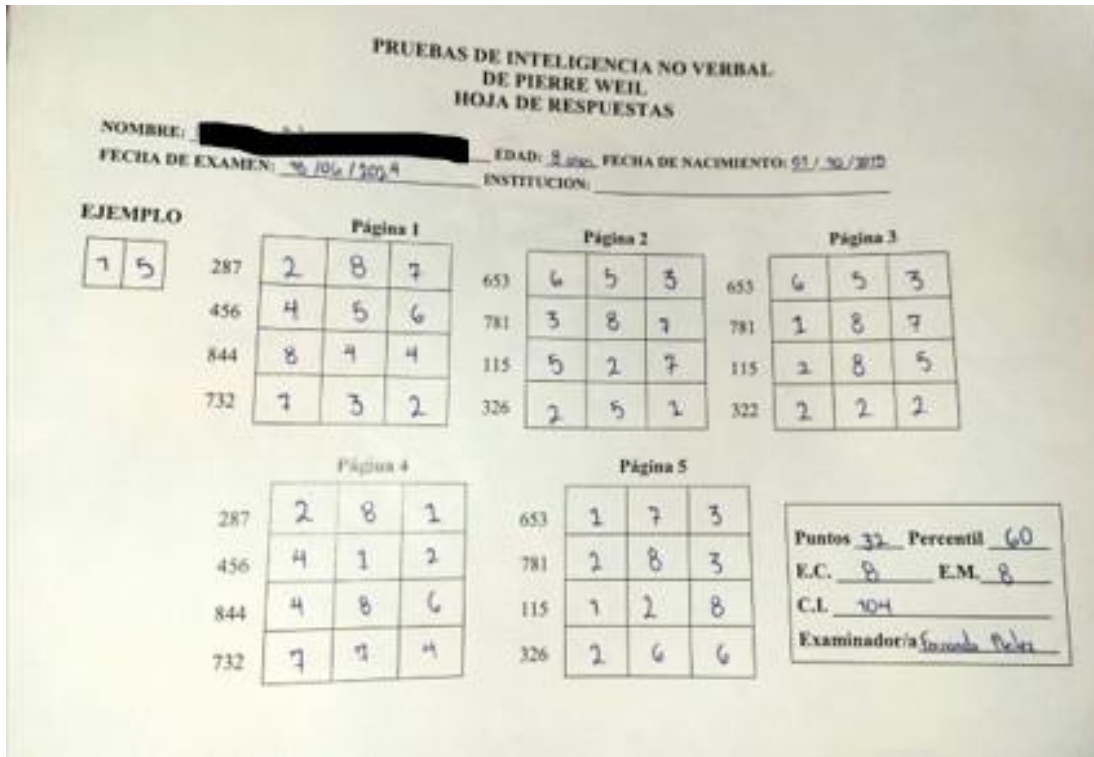 PRUEBAS DE INTELIGENCIA NO VERBAL
DE PIERRE WEIL
HOJA DE RESPUESTAS
NOMBRE: EDAD: FECHA DE NACIMIENTO:
FECHA DE EXAMEN: INSTITUCION:
EJEMPLO
7 5
Página 1
287 2 8 7
456 4 5 6
844 8 4 4
732 7 3 2
Página 2
653 6 5 3
781 3 8 7
115 5 2 7
326 2 5 1
Página 3
653 6 5 3
781 1 8 7
115 2 8 5
322 2 2 2
Página 4
287 2 8 1
456 4 1 2
844 4 8 6
732 7 7 4
Página 5
653 1 7 3
781 2 8 3
115 1 2 8
326 2 6 6
Puntos 32 Percentil 60
E.C. 8 E.M. 8
C.I. 104
Examinador/a